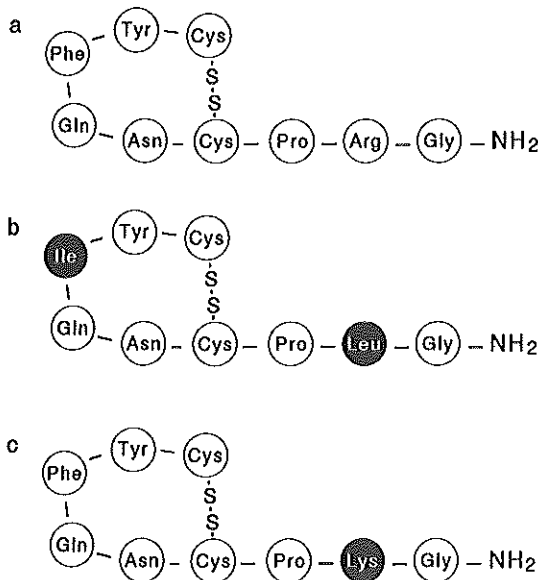 a
Tyr Cys
Phe
S
S
Gln
Asn Cys Pro Arg Gly NH2
b
Tyr Cys
Ile
S
S
Gln
Asn Cys Pro Leu Gly NH2
c
Tyr Cys
Phe
S
S
Gln
Asn Cys Pro Lys Gly NH2